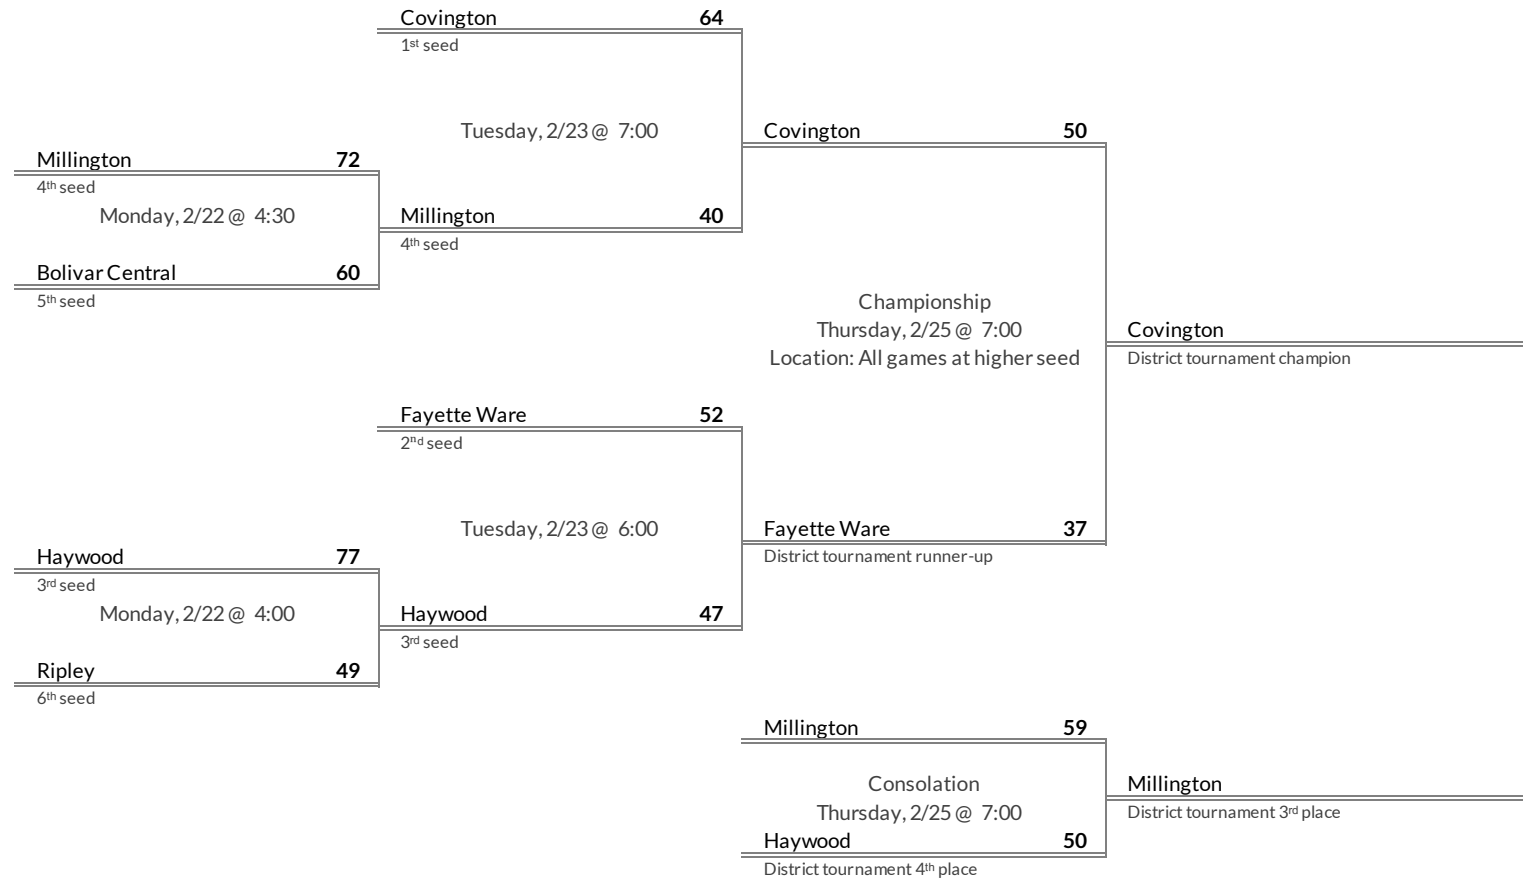 Covington 64
1st seed
Tuesday, 2/23 @ 7:00
Covington 50
Millington 72
4th seed
Monday, 2/22 @ 4:30
Millington 40
4th seed
Bolivar Central 60
5th seed
Championship
Thursday, 2/25 @ 7:00
Location: All games at higher seed
Covington
District tournament champion
Fayette Ware 52
2nd seed
Tuesday, 2/23 @ 6:00
Fayette Ware 37
District tournament runner-up
Haywood 77
3rd seed
Monday, 2/22 @ 4:00
Haywood 47
3rd seed
Ripley 49
6th seed
Millington 59
Consolation
Thursday, 2/25 @ 7:00
Millington
District tournament 3rd place
Haywood 50
District tournament 4th place